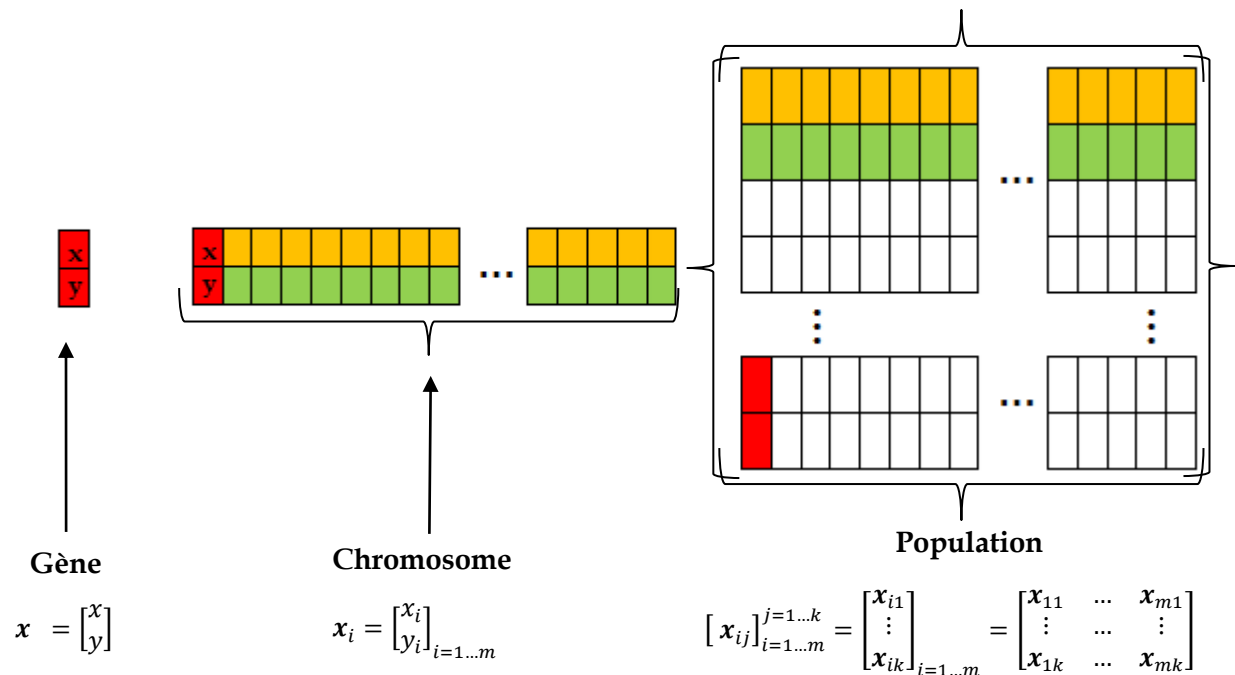 x
y
x
y
...
...
⋮
⋮
...
Gène
Chromosome
Population
𝒙 = [x y]
𝒙ᵢ = [xᵢ yᵢ] i=1…m
[𝒙ij] j=1…k i=1…m = [𝒙i1 ⋮ 𝒙ik] i=1…m = [𝒙11 … 𝒙m1 ⋮ … ⋮ 𝒙1k … 𝒙mk]